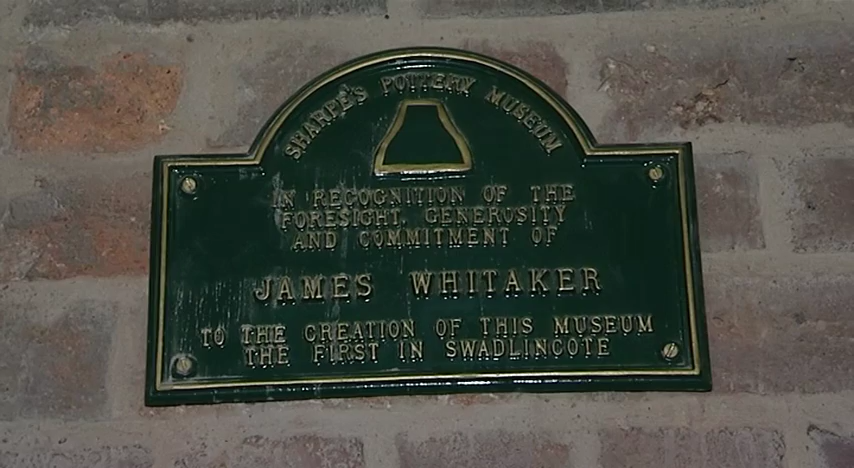 SHARPE'S POTTERY MUSEUM
IN RECOGNITION OF THE
FORESIGHT, GENEROSITY
AND COMMITMENT OF
JAMES WHITAKER
TO THE CREATION OF THIS MUSEUM
THE FIRST IN SWADLINCOTE